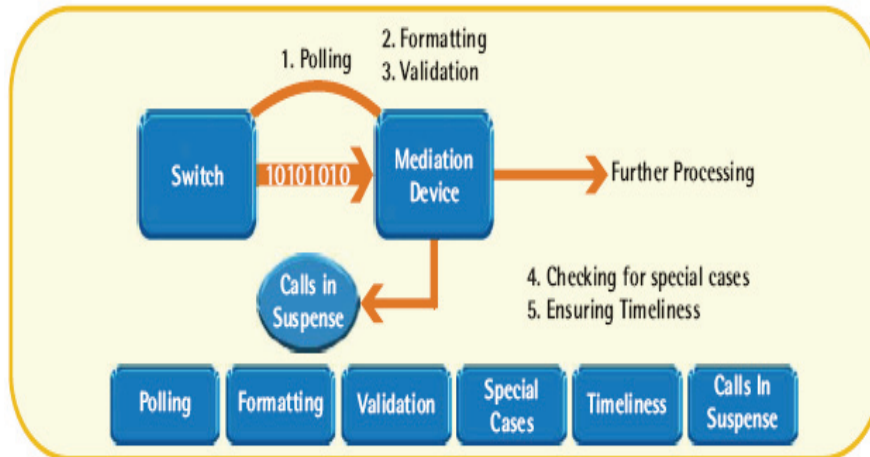 1. Polling
2. Formatting
3. Validation
Switch
10101010
Mediation
Device
Further Processing
Calls in
Suspense
4. Checking for special cases
5. Ensuring Timeliness
Polling
Formatting
Validation
Special
Cases
Timeliness
Calls In
Suspense